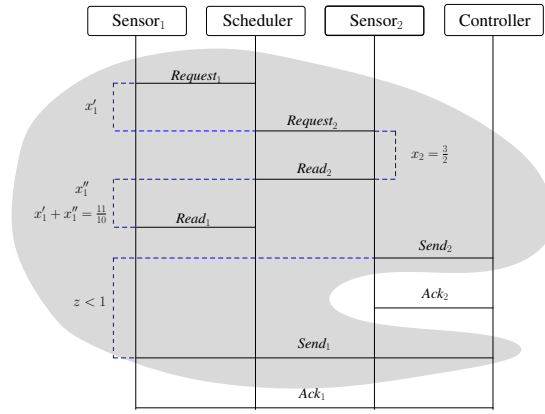 Sensor₁ Scheduler Sensor₂ Controller
Request₁
x′₁
Request₂
x₂ = 3/2
Read₂
x″₁
x′₁ + x″₁ = 11/10
Read₁
Send₂
z < 1
Ack₂
Send₁
Ack₁